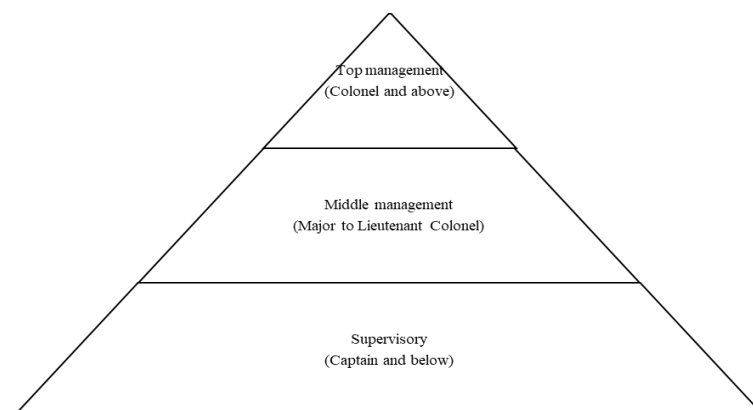 Top management
(Colonel and above)
Middle management
(Major to Lieutenant Colonel)
Supervisory
(Captain and below)